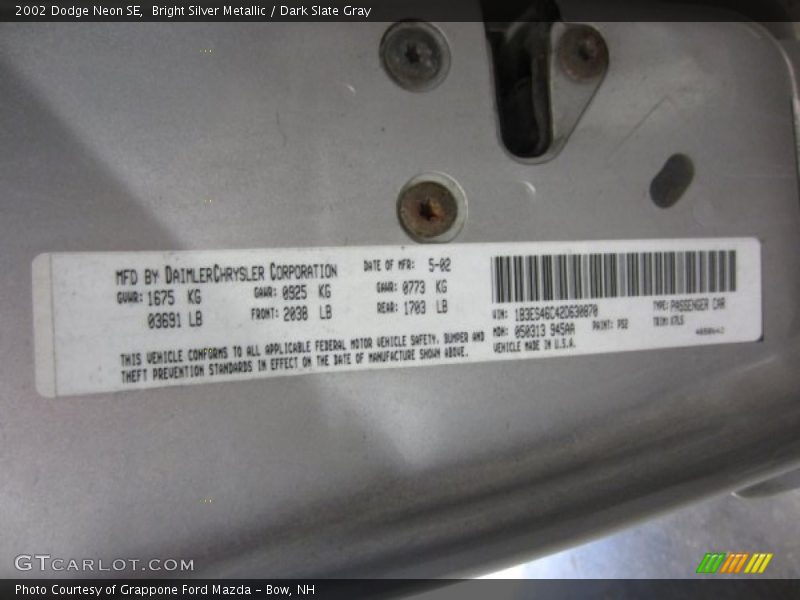 2002 Dodge Neon SE,  Bright Silver Metallic / Dark Slate Gray
MFD BY DAIMLERCHRYSLER CORPORATION DATE OF MFR: 5-02
GVWR: 1675 KG GAWR: 0925 KG GAWR: 0773 KG
03691 LB FRONT: 2038 LB REAR: 1703 LB
THIS VEHICLE CONFORMS TO ALL APPLICABLE FEDERAL MOTOR VEHICLE SAFETY, BUMPER AND
THEFT PREVENTION STANDARDS IN EFFECT ON THE DATE OF MANUFACTURE SHOWN ABOVE.
VIN: 1B3ES46C42D630870 TYPE: PASSENGER CAR
MDH: 050313 945AA PAINT: PS2 TRIM: K7LS
VEHICLE MADE IN U.S.A.
GTCARLOT.COM
Photo Courtesy of Grappone Ford Mazda - Bow, NH